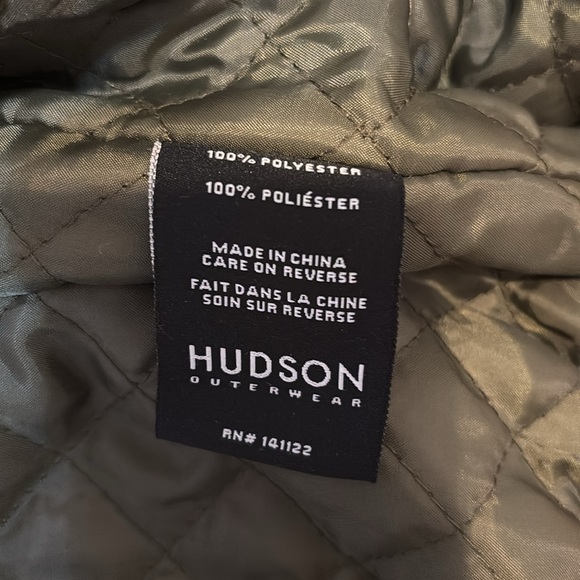 100% POLYESTER
100% POLIÉSTER
MADE IN CHINA
CARE ON REVERSE
FAIT DANS LA CHINE
SOIN SUR REVERSE
HUDSON
OUTERWEAR
RN# 141122